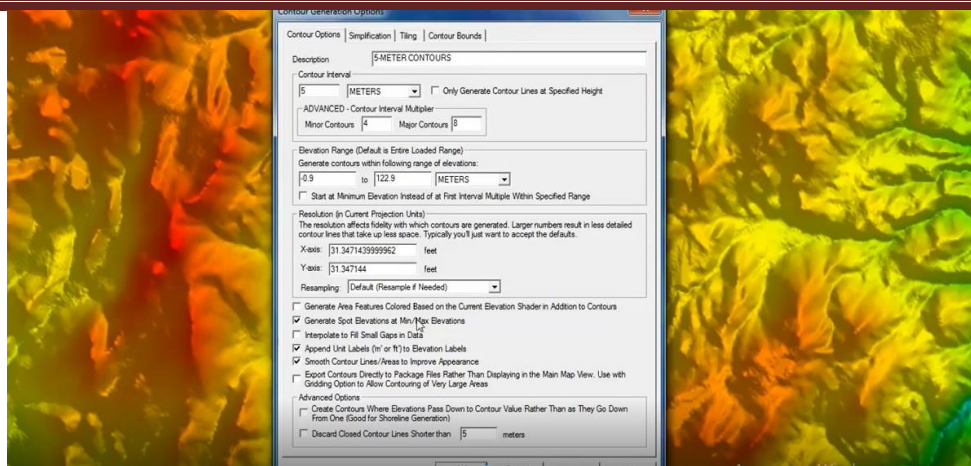 Contour Generation Options
Contour Options Simplification Tiling Contour Bounds
Description 5-METER CONTOURS
Contour Interval
5 METERS Only Generate Contour Lines at Specified Height
ADVANCED - Contour Interval Multiplier
Minor Contours 4 Major Contours 8
Elevation Range (Default is Entire Loaded Range)
Generate contours within following range of elevations:
-0.9 to 122.9 METERS
Start at Minimum Elevation Instead of at First Interval Multiple Within Specified Range
Resolution (in Current Projection Units)
The resolution affects fidelity with which contours are generated. Larger numbers result in less detailed
contour lines that take up less space. Typically you'll just want to accept the defaults.
X-axis: 31.3471439999962 feet
Y-axis: 31.347144 feet
Resampling: Default (Resample if Needed)
Generate Area Features Colored Based on the Current Elevation Shader in Addition to Contours
Generate Spot Elevations at Min/Max Elevations
Interpolate to Fill Small Gaps in Data
Append Unit Labels ('m' or 'ft') to Elevation Labels
Smooth Contour Lines/Areas to Improve Appearance
Export Contours Directly to Package Files Rather Than Displaying in the Main Map View. Use with
Gridding Option to Allow Contouring of Very Large Areas
Advanced Options
Create Contours Where Elevations Pass Down to Contour Value Rather Than as They Go Down
From One (Good for Shoreline Generation)
Discard Closed Contour Lines Shorter than 5 meters